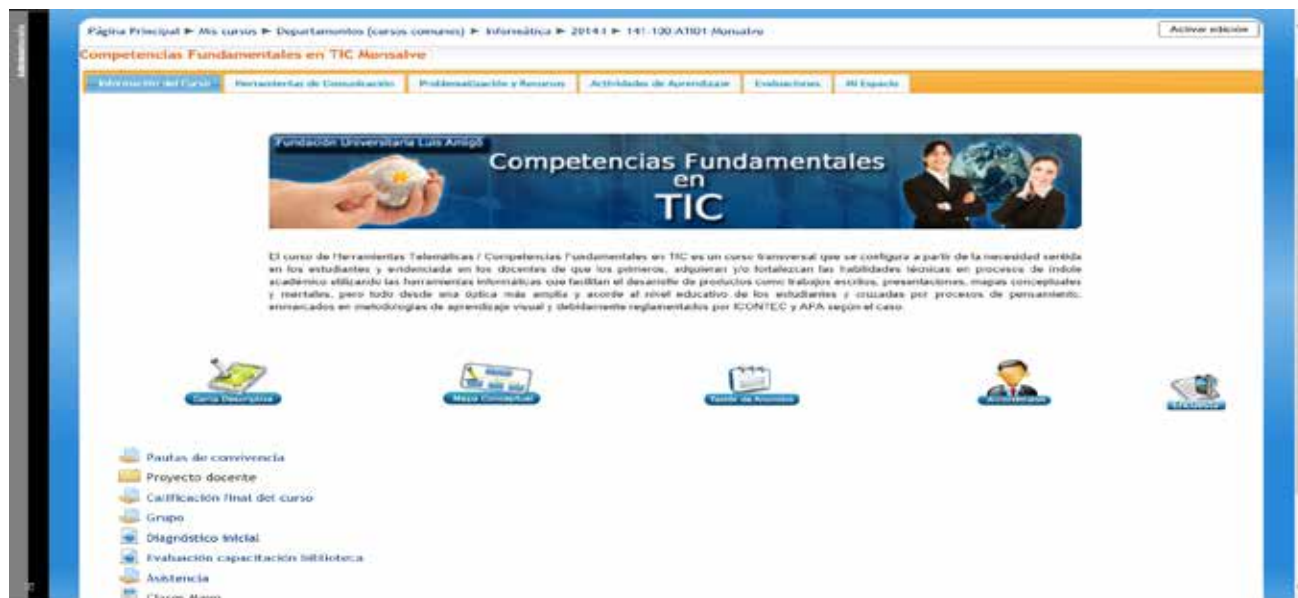 Página Principal ► Mis cursos ► Departamentos (cursos comunes) ► Informática ► 2014-1 ► 141-100-A1101-Monsalve
Activar edición
Competencias Fundamentales en TIC Monsalve
Información del Curso Herramientas de Comunicación Problematización y Recursos Actividades de Aprendizaje Evaluaciones Mi Espacio
Fundación Universitaria Luis Amigó
Competencias Fundamentales
en
TIC
El curso de Herramientas Telemáticas / Competencias Fundamentales en TIC es un curso transversal que se configura a partir de la necesidad sentida
en los estudiantes y evidenciada en los docentes de que los primeros, adquieran y/o fortalezcan las habilidades técnicas en procesos de índole
académico utilizando las herramientas informáticas que facilitan el desarrollo de productos como trabajos escritos, presentaciones, mapas conceptuales
y mentales, pero todo desde una óptica más amplia y acorde al nivel educativo de los estudiantes y cruzadas por procesos de pensamiento,
enmarcados en metodologías de aprendizaje visual y debidamente reglamentados por ICONTEC y APA según el caso.
Carta Descriptiva Mapa Conceptual de Anuncios Encuesta
Pautas de convivencia
Proyecto docente
Calificación final del curso
Grupo
Diagnóstico inicial
Evaluación capacitación biblioteca
Asistencia